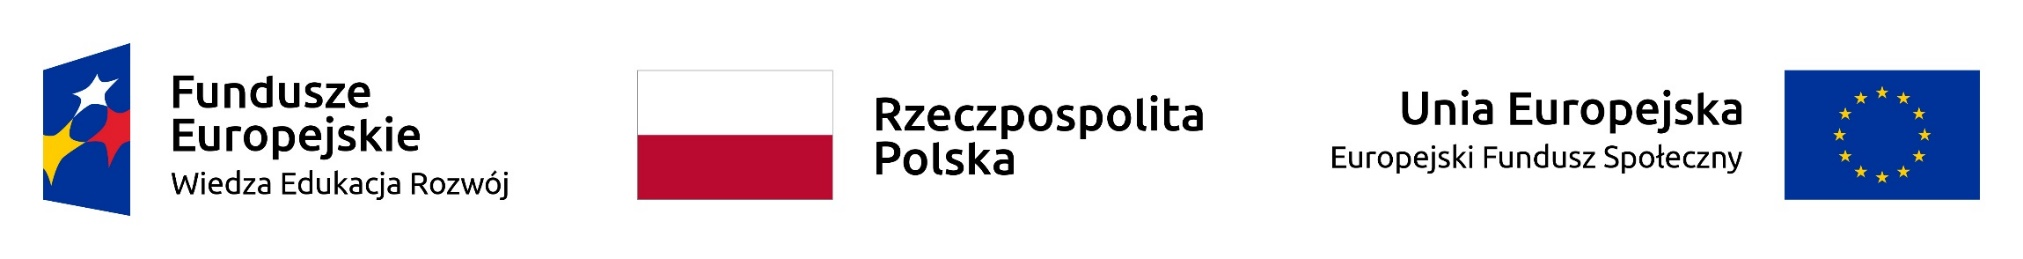 Fundusze
Europejskie
Wiedza Edukacja Rozwój
Rzeczpospolita
Polska
Unia Europejska
Europejski Fundusz Społeczny